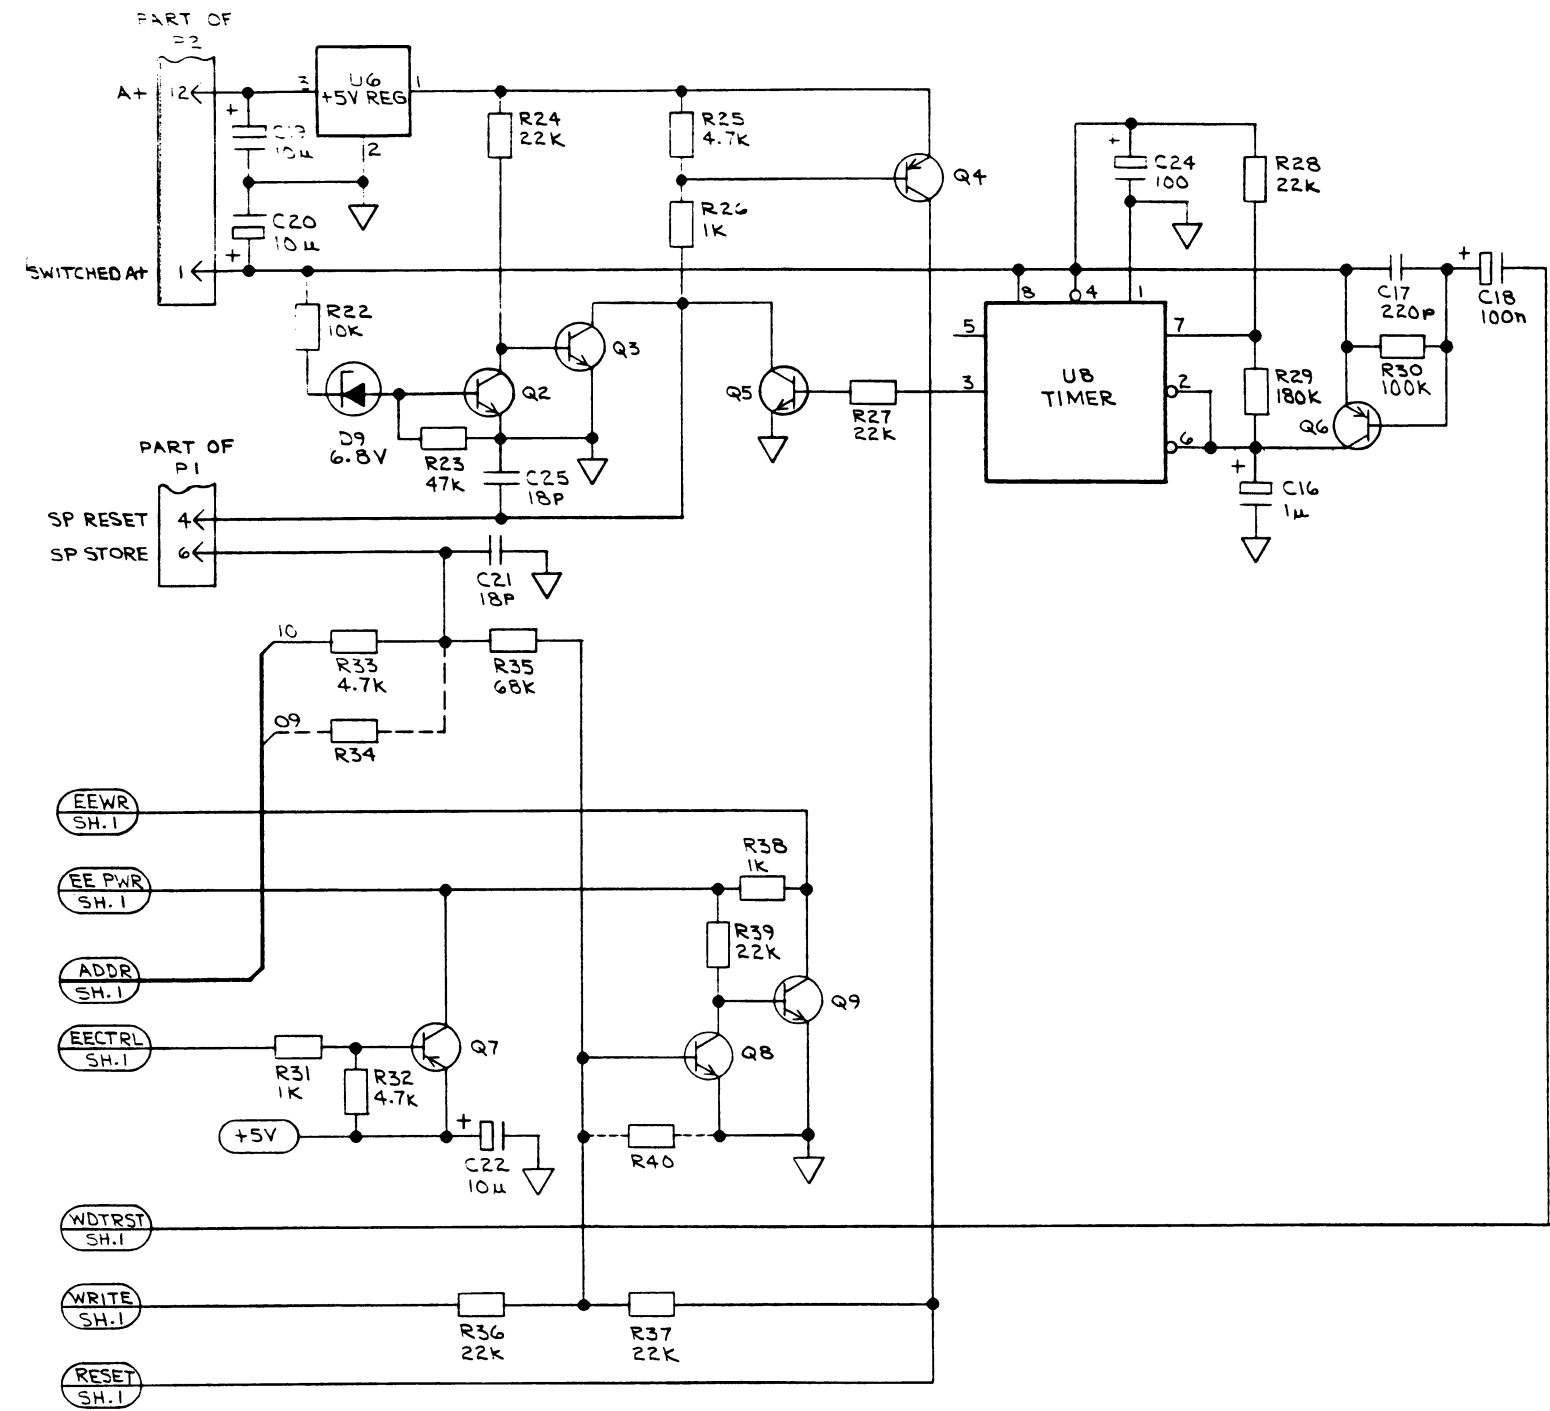 PART OF
P2
A+
12
3
U6
+5V REG
1
2
C19
10µ
C20
10µ
SWITCHED A+
1
R24
22K
R25
4.7K
R26
1K
Q4
C24
100
R28
22K
R22
10K
D9
6.8V
Q2
Q3
R23
47K
C25
18P
Q5
R27
22K
8
4
1
5
3
U8
TIMER
7
2
6
R29
180K
C16
1µ
C17
220p
C18
100n
R30
100K
Q6
+
+
+
+
+
PART OF
P1
SP RESET
4
SP STORE
6
C21
18P
10
R33
4.7K
R35
68K
09
R34
EEWR
SH.1
EE PWR
SH.1
ADDR
SH.1
EECTRL
SH.1
R38
1K
R39
22K
Q9
Q8
Q7
R31
1K
R32
4.7K
+5V
+
C22
10µ
R40
WDTRST
SH.1
WRITE
SH.1
R36
22K
R37
22K
RESET
SH.1